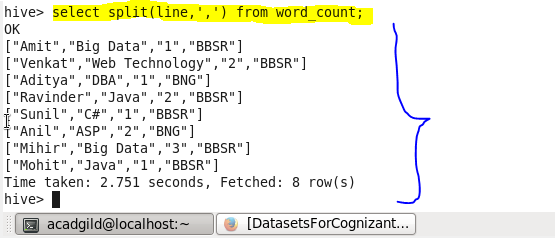 hive> select split(line,',') from word_count;
OK
["Amit","Big Data","1","BBSR"]
["Venkat","Web Technology","2","BBSR"]
["Aditya","DBA","1","BNG"]
["Ravinder","Java","2","BBSR"]
["Sunil","C#","1","BBSR"]
["Anil","ASP","2","BNG"]
["Mihir","Big Data","3","BBSR"]
["Mohit","Java","1","BBSR"]
Time taken: 2.751 seconds, Fetched: 8 row(s)
hive>
acadgild@localhost:~ [DatasetsForCognizant...